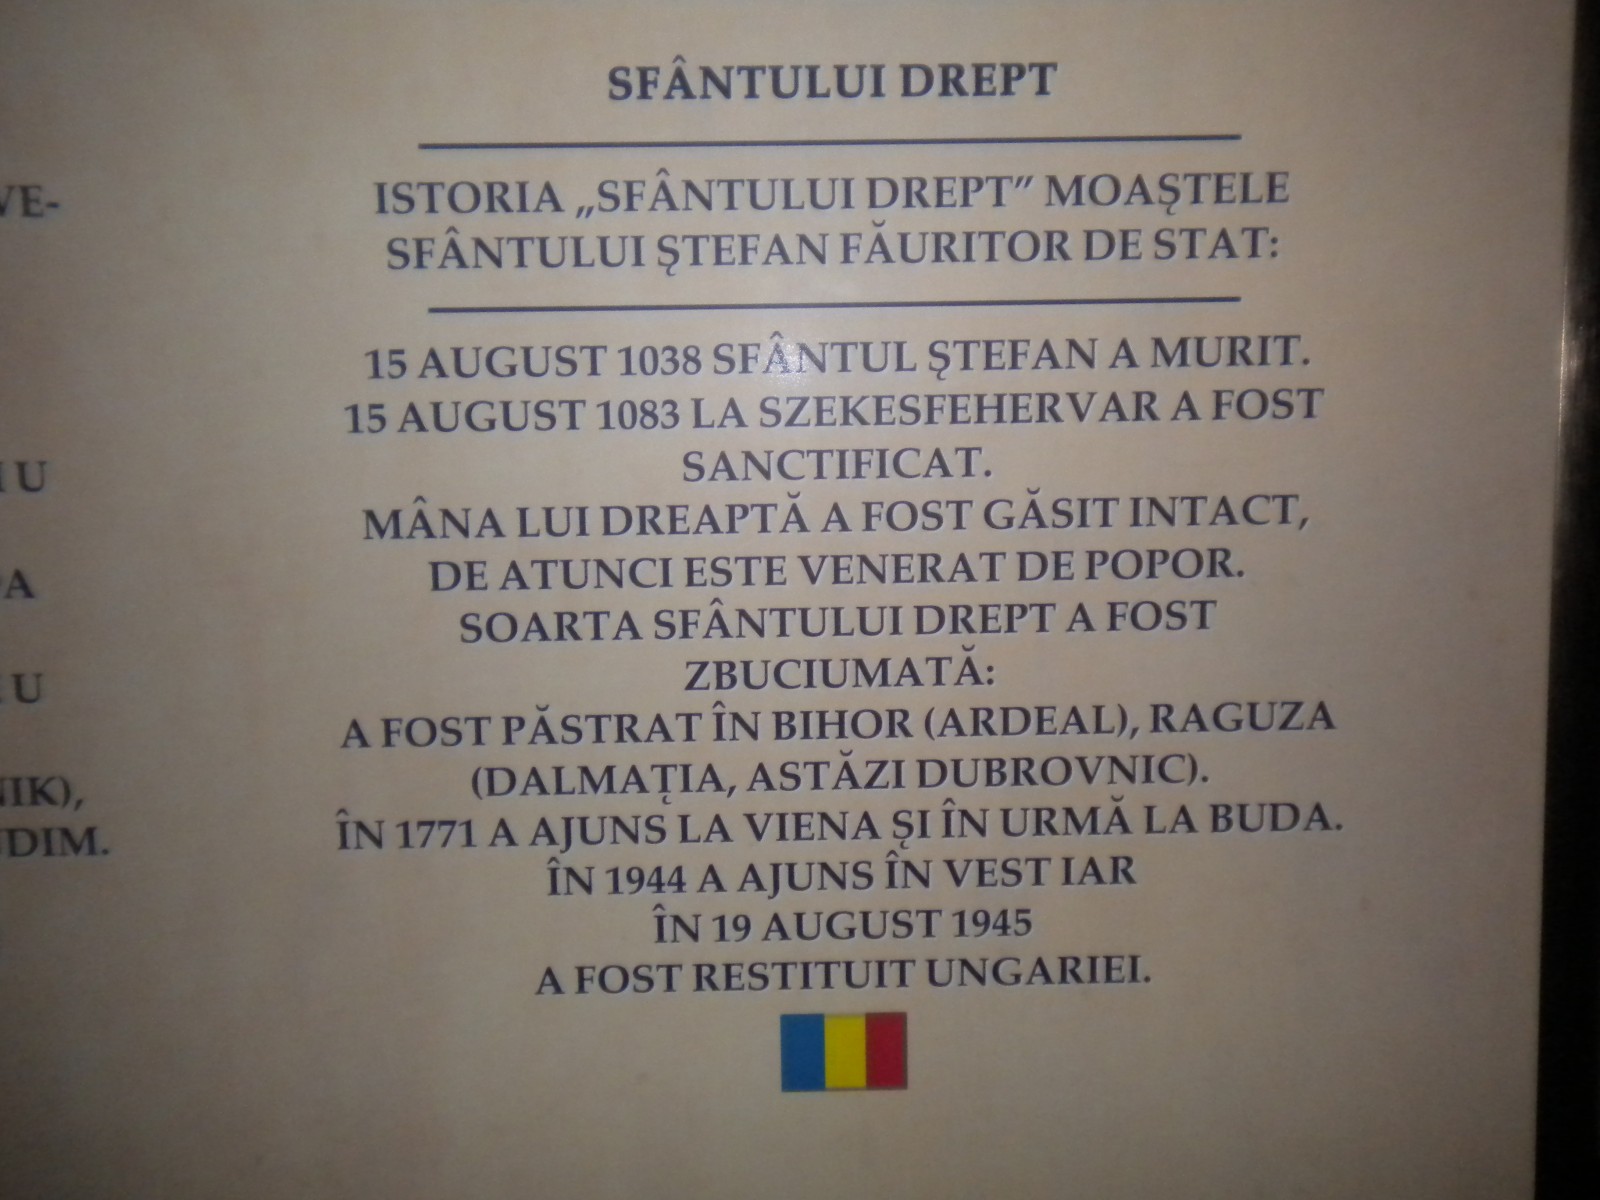 SFÂNTULUI DREPT
ISTORIA „SFÂNTULUI DREPT” MOAŞTELE
SFÂNTULUI ŞTEFAN FĂURITOR DE STAT:
15 AUGUST 1038 SFÂNTUL ŞTEFAN A MURIT.
15 AUGUST 1083 LA SZEKESFEHERVAR A FOST
SANCTIFICAT.
MÂNA LUI DREAPTĂ A FOST GĂSIT INTACT,
DE ATUNCI ESTE VENERAT DE POPOR.
SOARTA SFÂNTULUI DREPT A FOST
ZBUCIUMATĂ:
A FOST PĂSTRAT ÎN BIHOR (ARDEAL), RAGUZA
(DALMAŢIA, ASTĂZI DUBROVNIC).
ÎN 1771 A AJUNS LA VIENA ŞI ÎN URMĂ LA BUDA.
ÎN 1944 A AJUNS ÎN VEST IAR
ÎN 19 AUGUST 1945
A FOST RESTITUIT UNGARIEI.